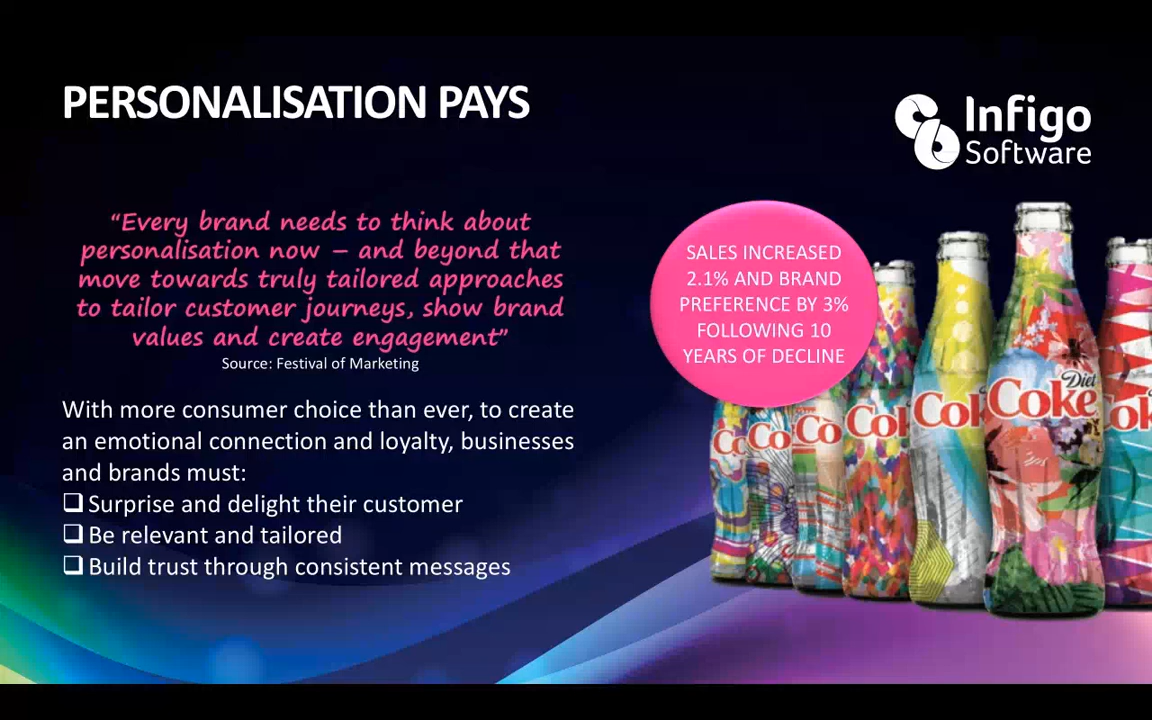 PERSONALISATION PAYS
Infigo
Software
“Every brand needs to think about
personalisation now – and beyond that
move towards truly tailored approaches
to tailor customer journeys, show brand
values and create engagement”
Source: Festival of Marketing
With more consumer choice than ever, to create
an emotional connection and loyalty, businesses
and brands must:
❑ Surprise and delight their customer
❑ Be relevant and tailored
❑ Build trust through consistent messages
SALES INCREASED
2.1% AND BRAND
PREFERENCE BY 3%
FOLLOWING 10
YEARS OF DECLINE
Diet
Coke